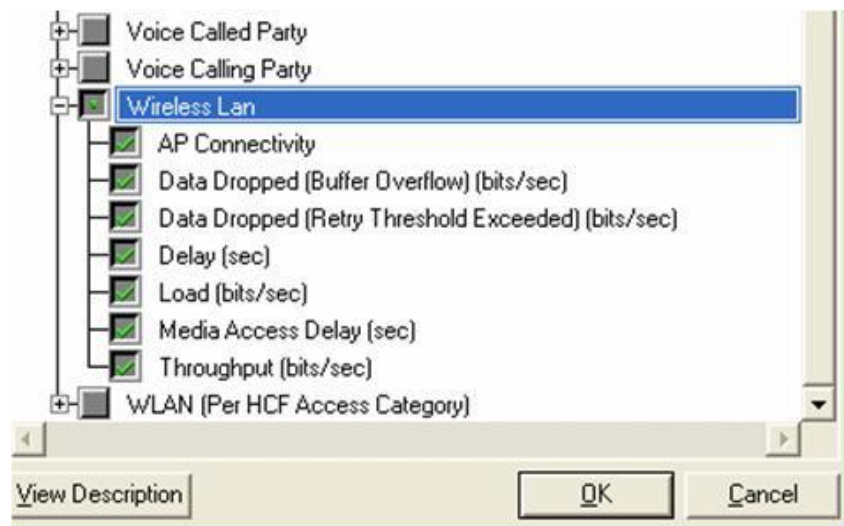 Voice Called Party
Voice Calling Party
Wireless Lan
AP Connectivity
Data Dropped (Buffer Overflow) (bits/sec)
Data Dropped (Retry Threshold Exceeded) (bits/sec)
Delay (sec)
Load (bits/sec)
Media Access Delay (sec)
Throughput (bits/sec)
WLAN (Per HCF Access Category)
View Description OK Cancel